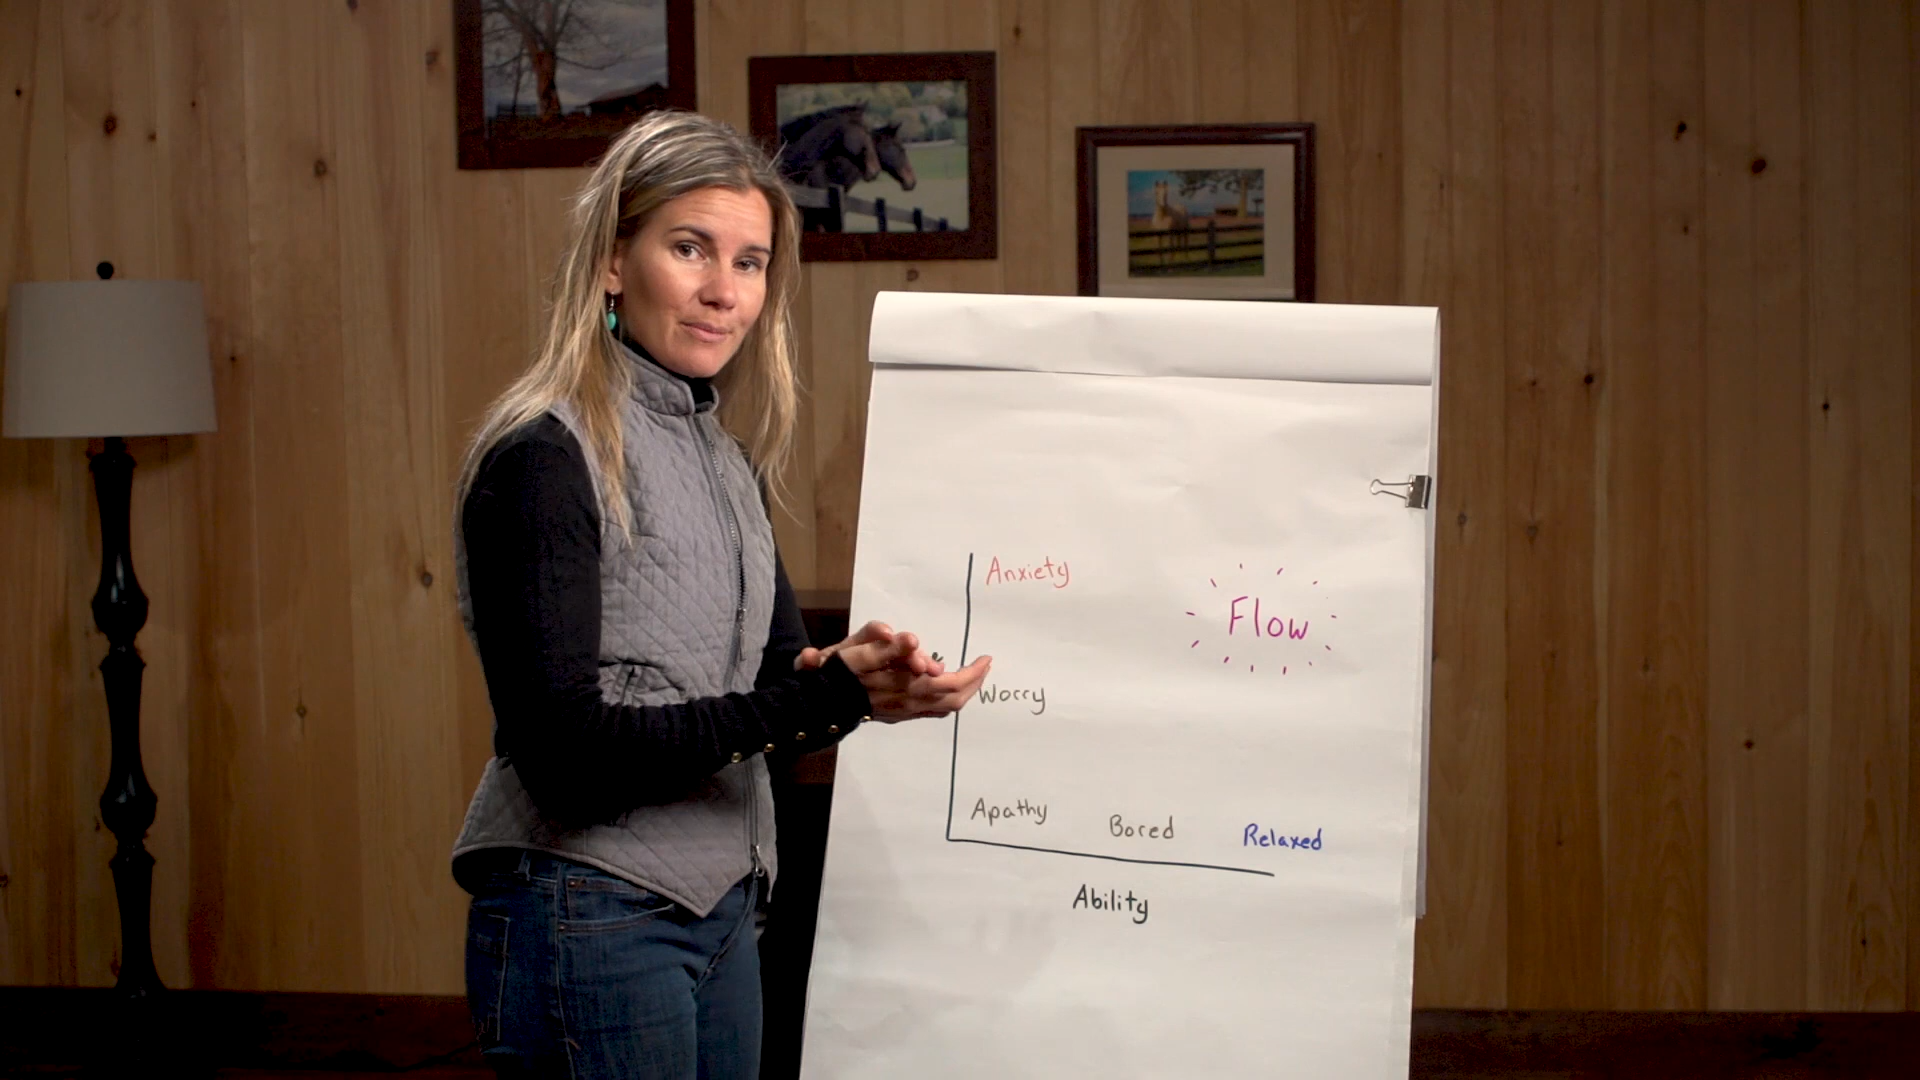 Anxiety
Flow
Worry
Apathy
Bored
Relaxed
Ability